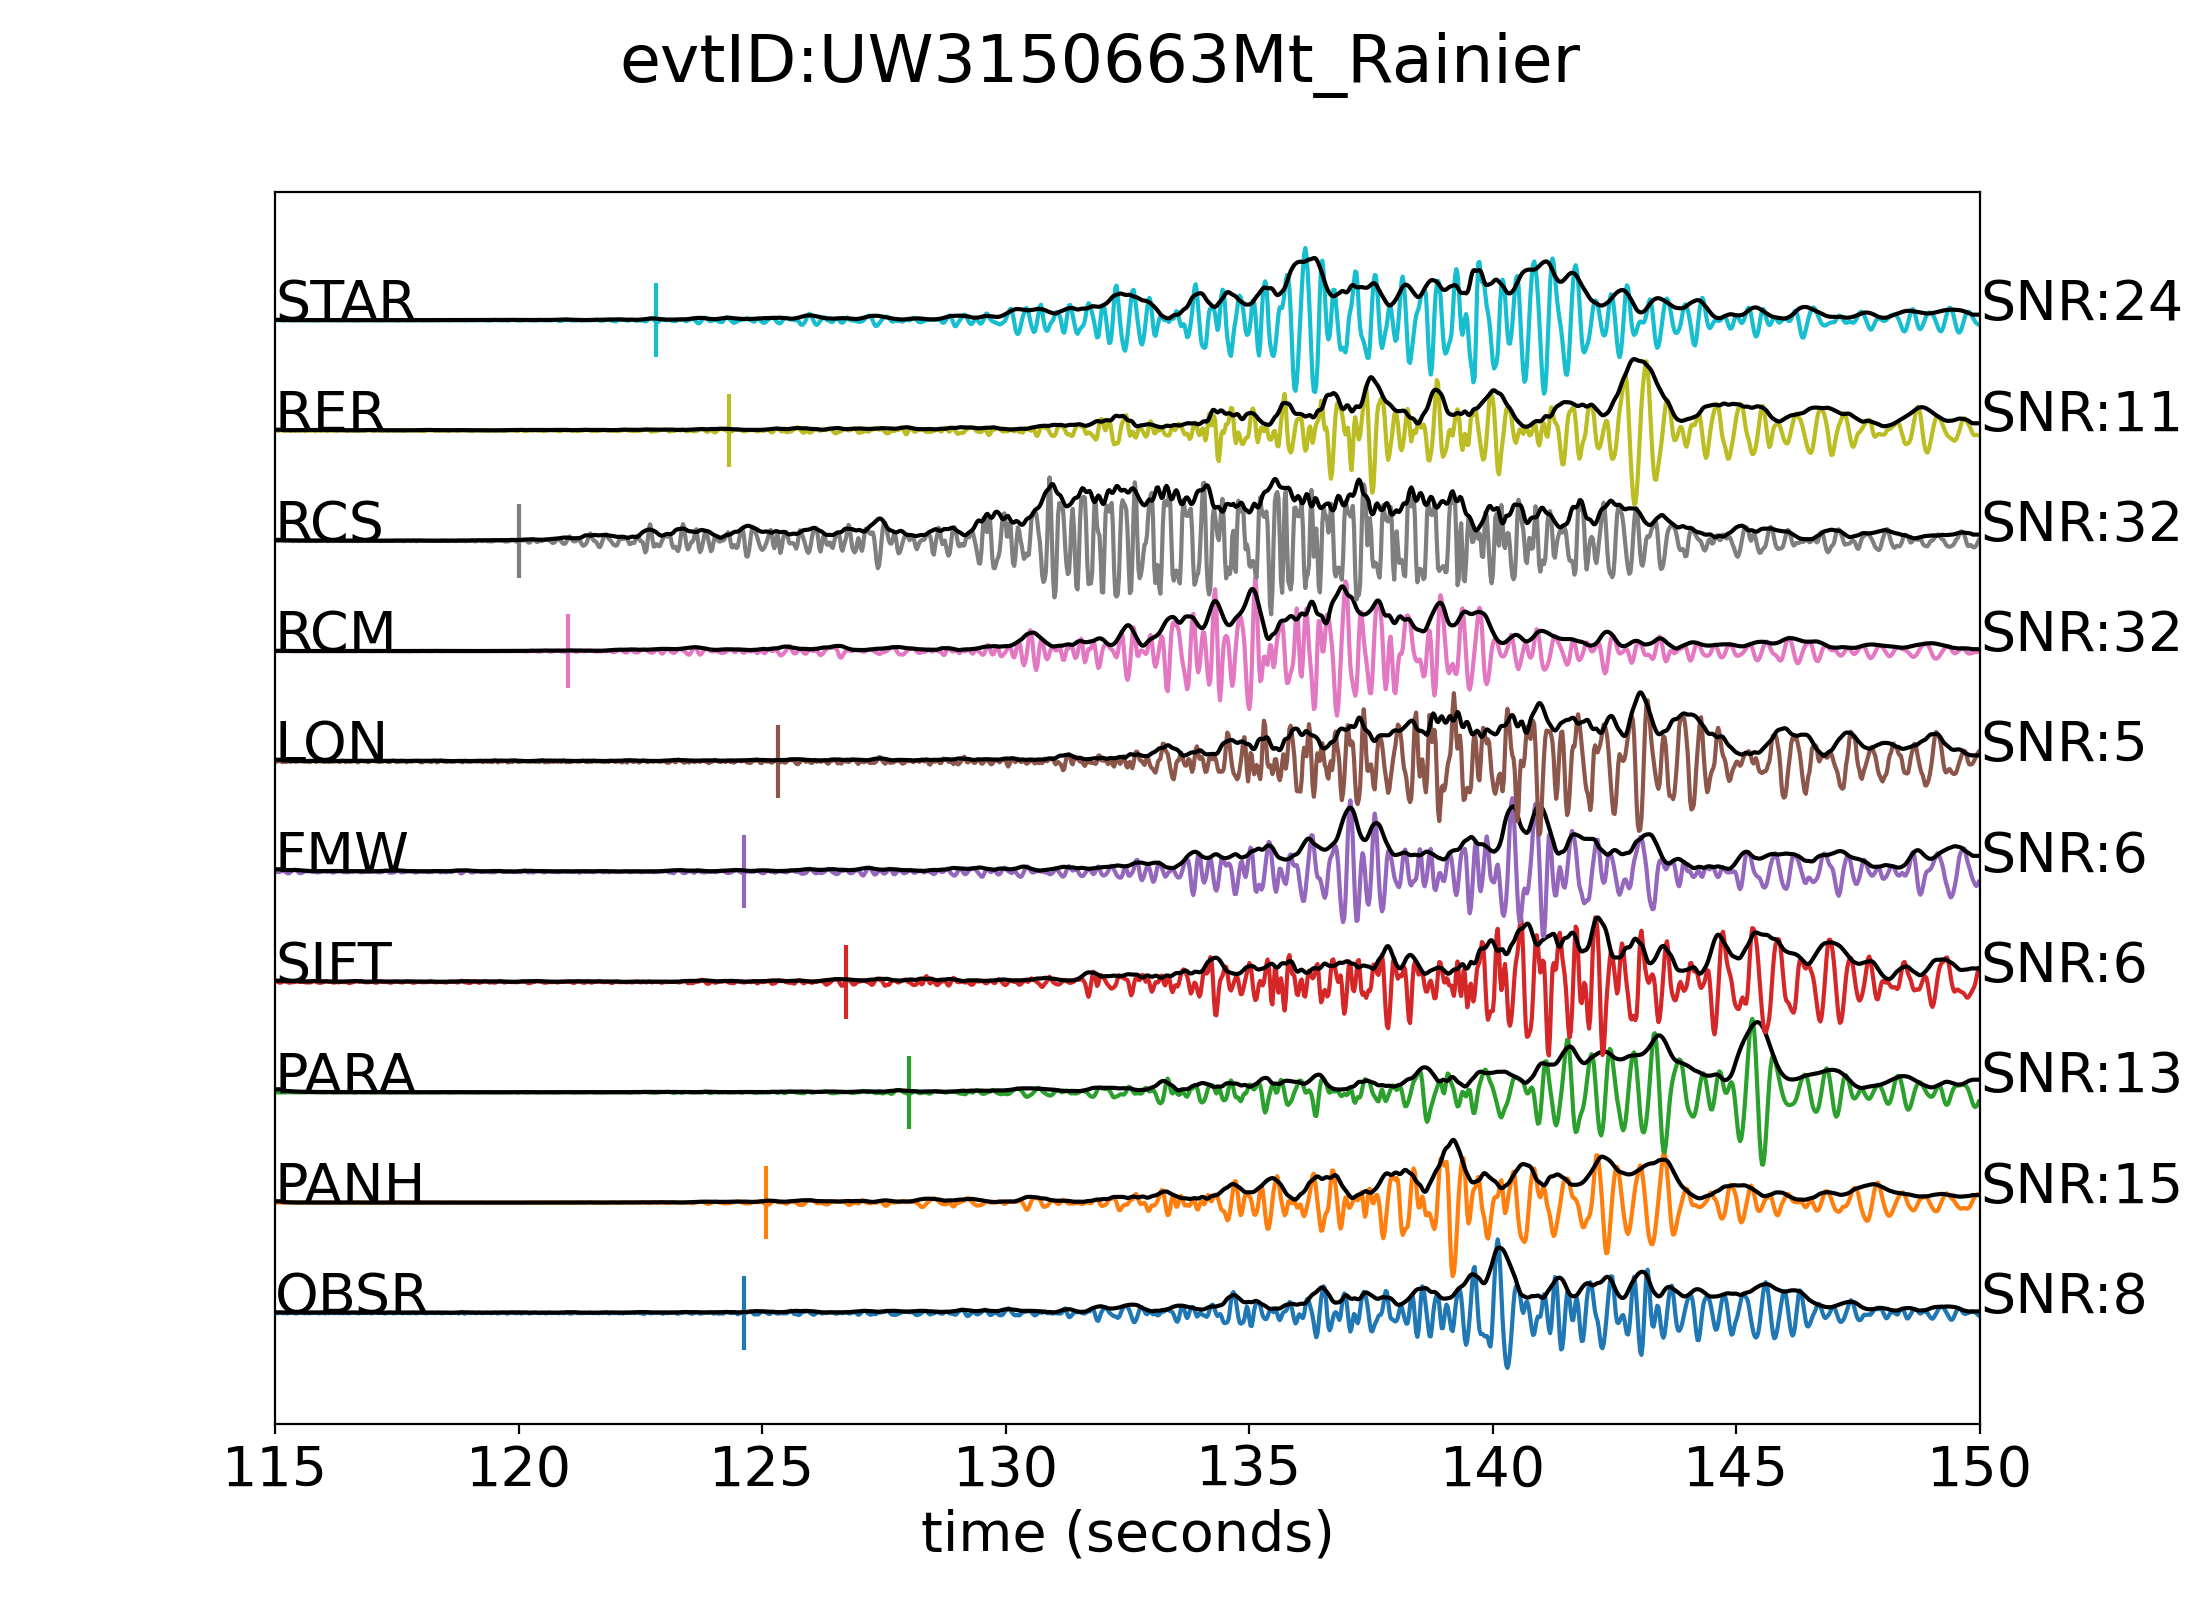 evtID:UW3150663Mt_Rainier
STAR SNR:24
RER SNR:11
RCS SNR:32
RCM SNR:32
LON SNR:5
FMW SNR:6
SIFT SNR:6
PARA SNR:13
PANH SNR:15
OBSR SNR:8
115 120 125 130 135 140 145 150
time (seconds)